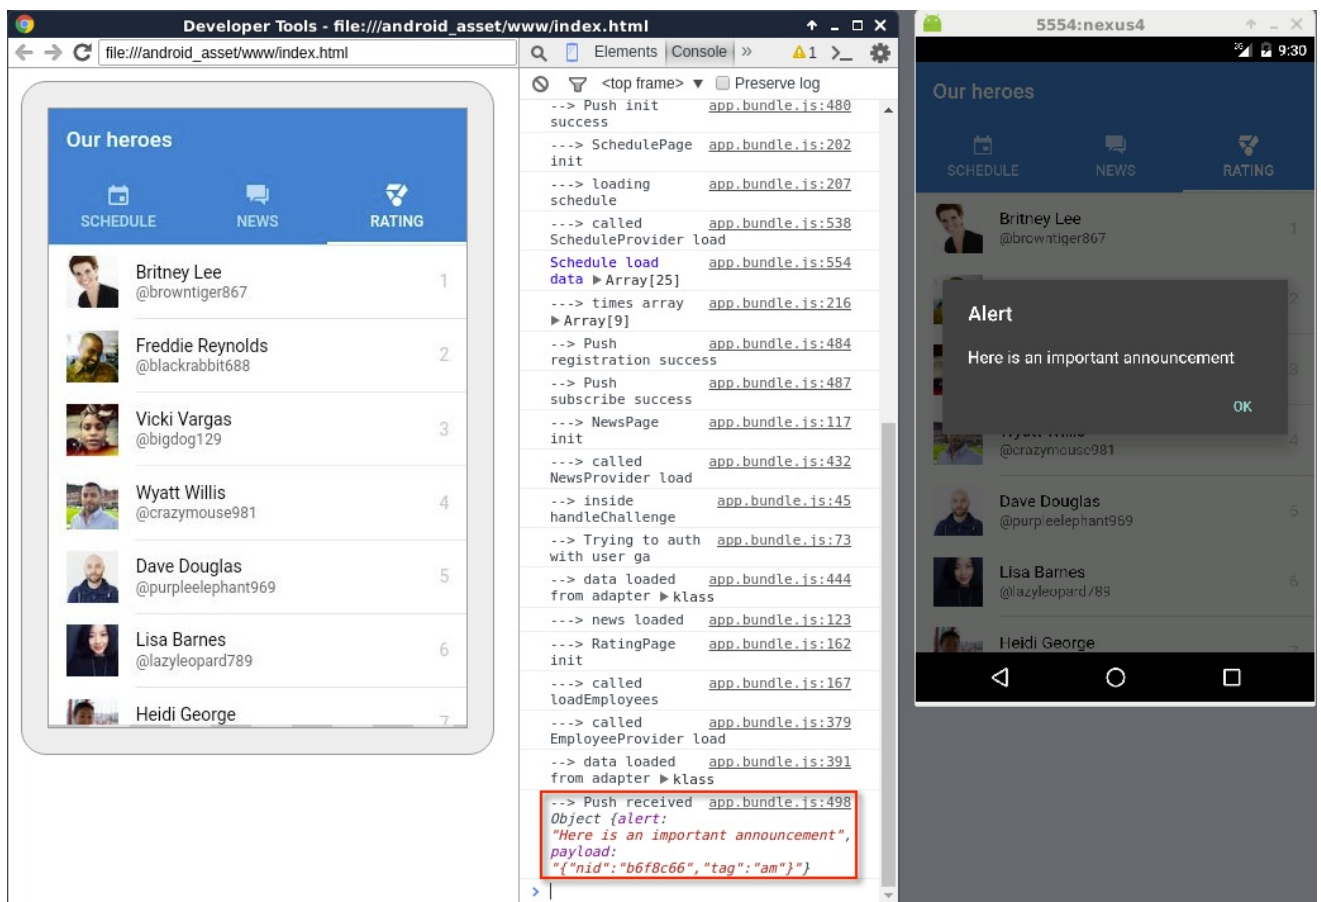 Developer Tools - file:///android_asset/www/index.html
file:///android_asset/www/index.html
Elements Console » 1
<top frame> ▼ Preserve log
Our heroes
SCHEDULE NEWS RATING
Britney Lee
@browntiger867
1
Freddie Reynolds
@blackrabbit688
2
Vicki Vargas
@bigdog129
3
Wyatt Willis
@crazymouse981
4
Dave Douglas
@purpleelephant969
5
Lisa Barnes
@lazyleopard789
6
Heidi George
7
--> Push init app.bundle.js:480
success
---> SchedulePage app.bundle.js:202
init
---> loading app.bundle.js:207
schedule
---> called app.bundle.js:538
ScheduleProvider load
Schedule load app.bundle.js:554
data ▶Array[25]
---> times array app.bundle.js:216
▶Array[9]
--> Push app.bundle.js:484
registration success
--> Push app.bundle.js:487
subscribe success
---> NewsPage app.bundle.js:117
init
---> called app.bundle.js:432
NewsProvider load
--> inside app.bundle.js:45
handleChallenge
--> Trying to auth app.bundle.js:73
with user ga
--> data loaded app.bundle.js:444
from adapter ▶klass
---> news loaded app.bundle.js:123
---> RatingPage app.bundle.js:162
init
---> called app.bundle.js:167
loadEmployees
---> called app.bundle.js:379
EmployeeProvider load
--> data loaded app.bundle.js:391
from adapter ▶klass
--> Push received app.bundle.js:498
Object {alert:
"Here is an important announcement",
payload:
"{"nid":"b6f8c66","tag":"am"}"}
>
5554:nexus4
3G 9:30
Our heroes
SCHEDULE NEWS RATING
Britney Lee
@browntiger867
1
2
Alert
Here is an important announcement
OK
3
Wyatt Willis
@crazymouse981
4
Dave Douglas
@purpleelephant969
5
Lisa Barnes
@lazyleopard789
6
Heidi George
7